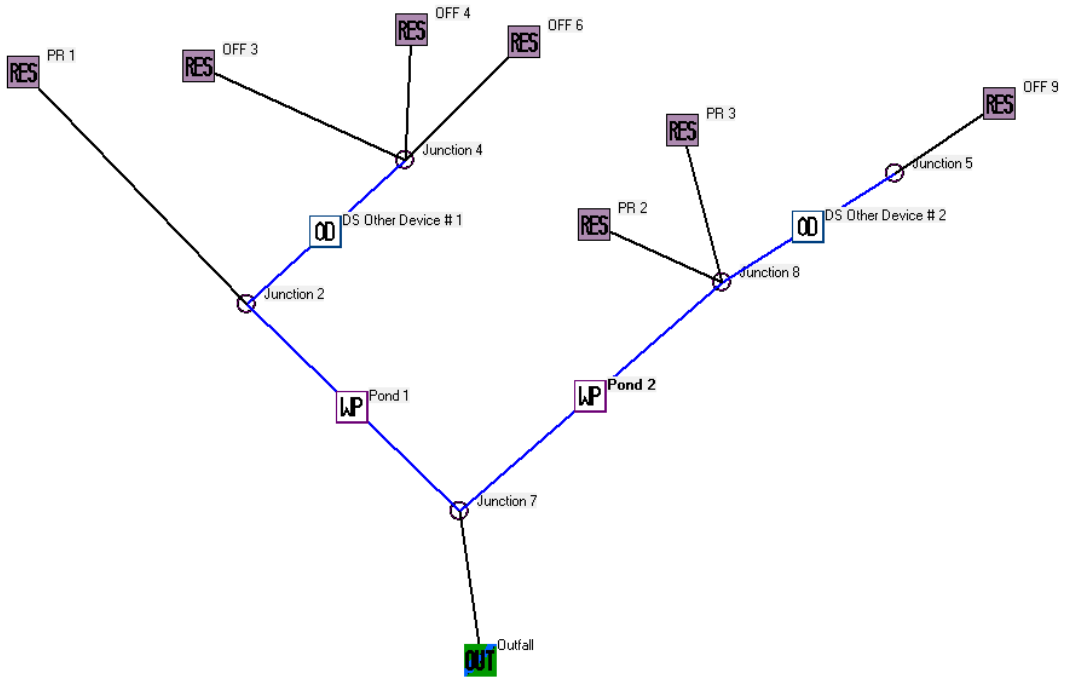 OFF 4
RES
OFF 6
RES
OFF 3
RES
PR 1
RES
OFF 9
RES
PR 3
RES
Junction 4
Junction 5
PR 2
RES
DS Other Device # 1
OD
DS Other Device # 2
OD
Junction 8
Junction 2
Pond 1
WP
Pond 2
WP
Junction 7
Outfall
OUT